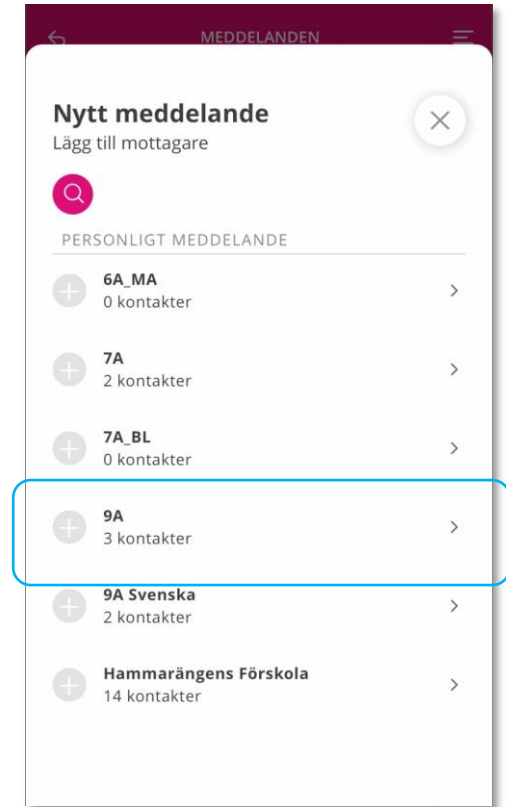 MEDDELANDEN
Nytt meddelande
Lägg till mottagare
PERSONLIGT MEDDELANDE
6A_MA
0 kontakter
7A
2 kontakter
7A_BL
0 kontakter
9A
3 kontakter
9A Svenska
2 kontakter
Hammarängens Förskola
14 kontakter